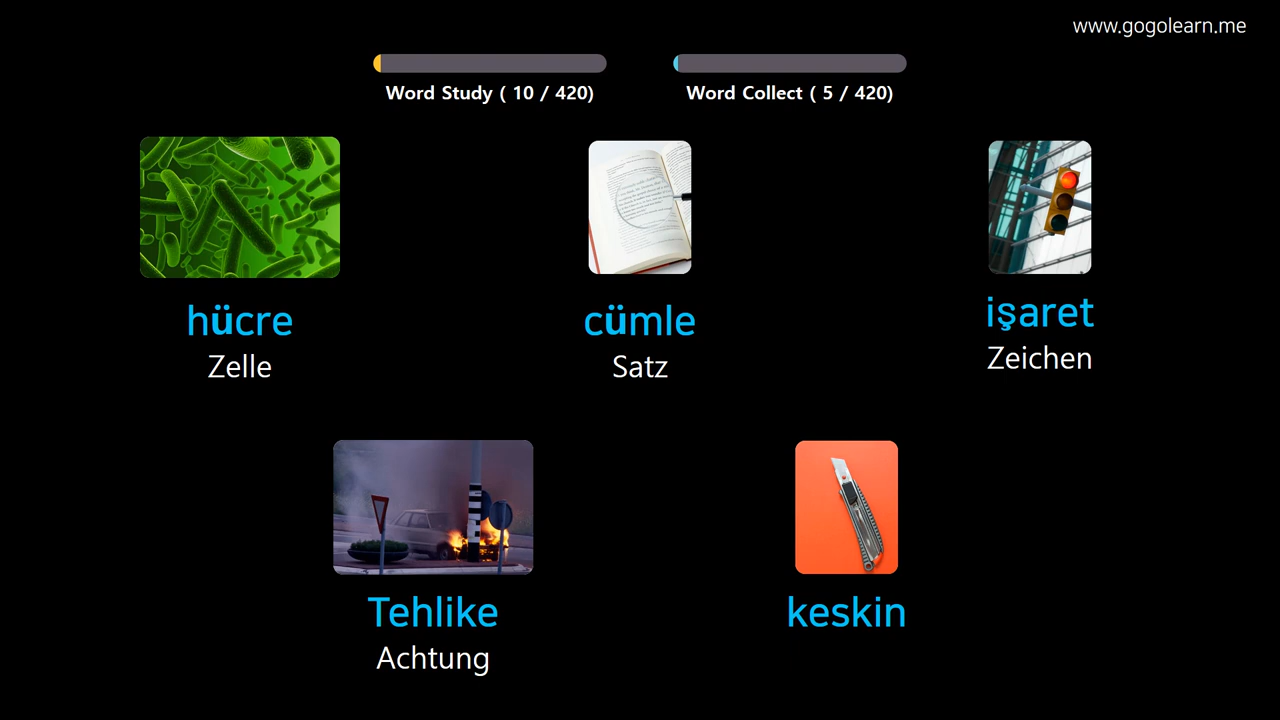 www.gogolearn.me
Word Study ( 10 / 420)
Word Collect ( 5 / 420)
hücre
Zelle
cümle
Satz
işaret
Zeichen
Tehlike
Achtung
keskin